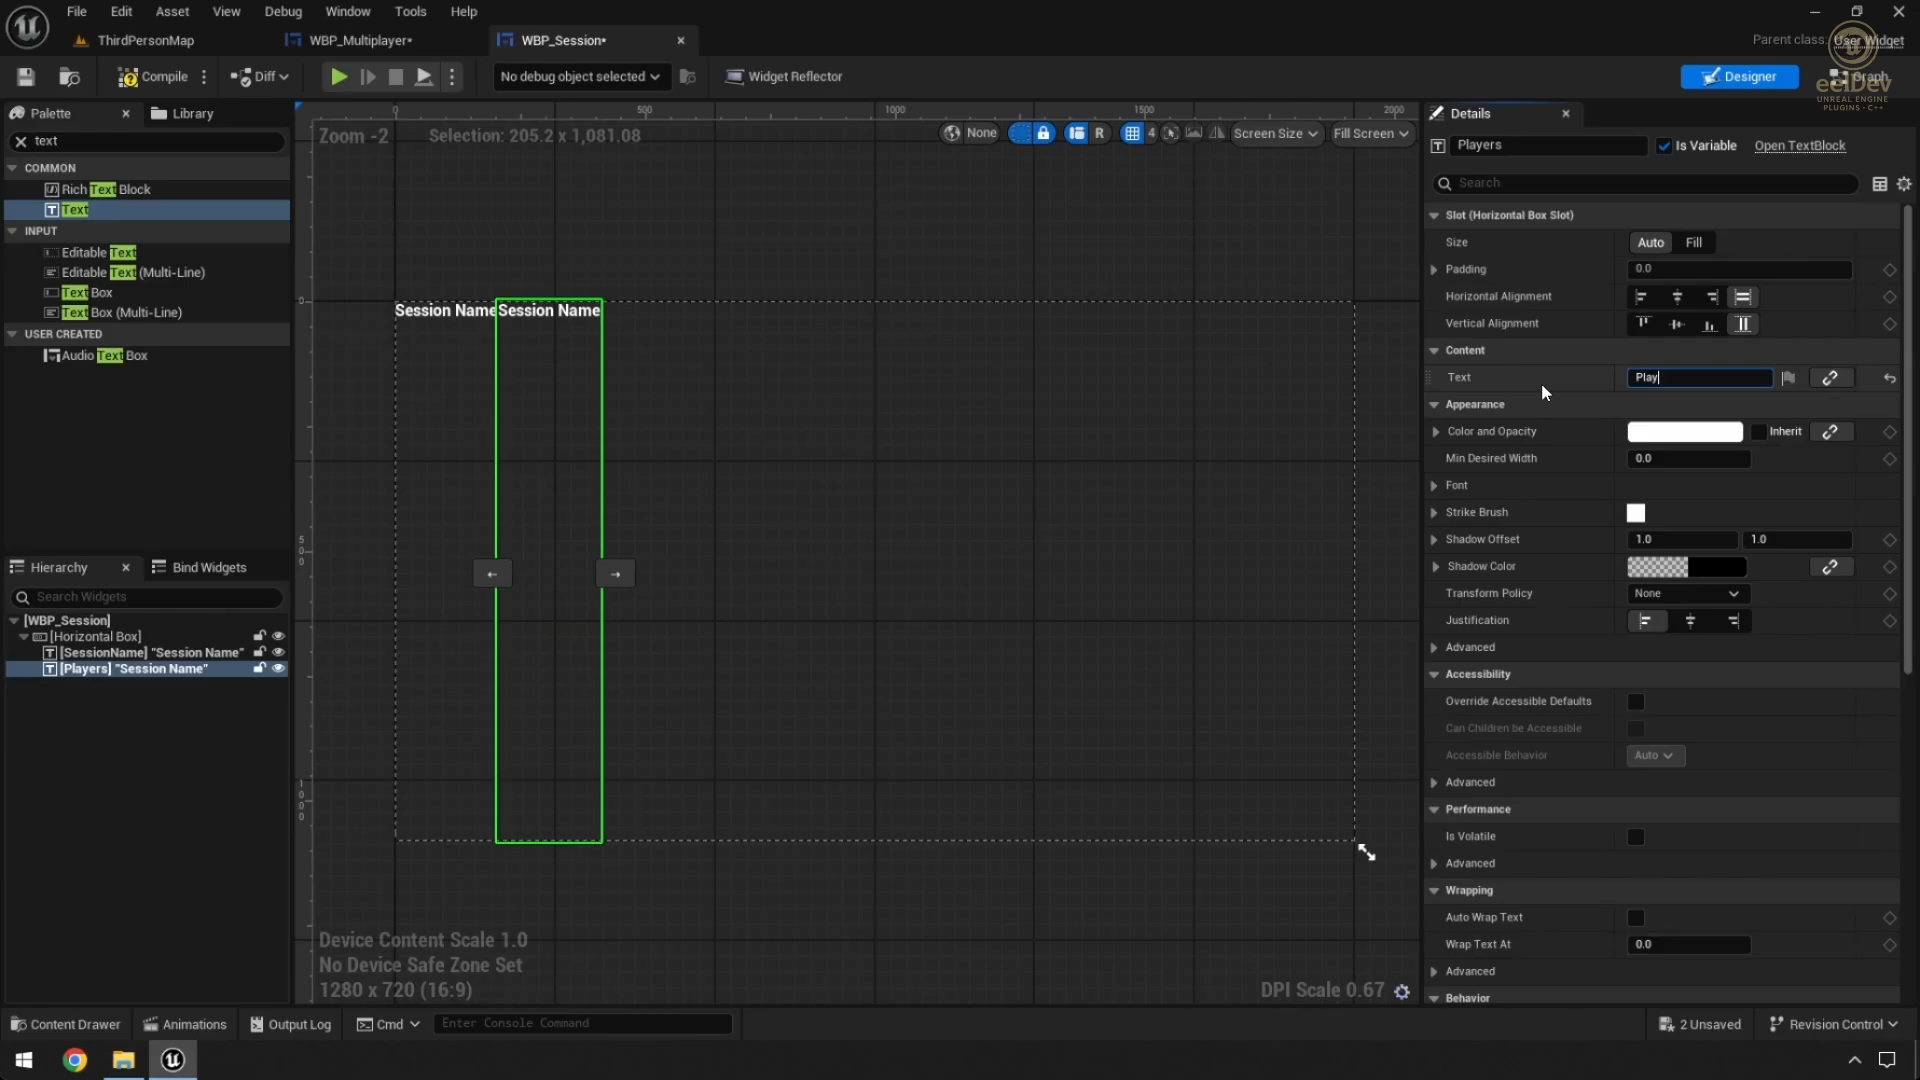 File Edit Asset View Debug Window Tools Help
ThirdPersonMap WBP_Multiplayer* WBP_Session*
Parent class: User Widget
Compile Diff No debug object selected Widget Reflector Designer Graph
eeldev
UNREAL ENGINE
PLUGINS - C++
Palette Library
text
COMMON
Rich Text Block
Text
INPUT
Editable Text
Editable Text (Multi-Line)
Text Box
Text Box (Multi-Line)
USER CREATED
Audio Text Box
Hierarchy Bind Widgets
Search Widgets
[WBP_Session]
[Horizontal Box]
[SessionName] "Session Name"
[Players] "Session Name"
0 500 1000 1500 2000
Zoom -2 Selection: 205.2 x 1,081.08
None R 4 Screen Size Fill Screen
0
500
1000
Session Name Session Name
Device Content Scale 1.0
No Device Safe Zone Set
1280 x 720 (16:9)
DPI Scale 0.67
Details
Players Is Variable Open TextBlock
Search
Slot (Horizontal Box Slot)
Size Auto Fill
Padding 0.0
Horizontal Alignment
Vertical Alignment
Content
Text Play
Appearance
Color and Opacity Inherit
Min Desired Width 0.0
Font
Strike Brush
Shadow Offset 1.0 1.0
Shadow Color
Transform Policy None
Justification
Advanced
Accessibility
Override Accessible Defaults
Can Children be Accessible
Accessible Behavior Auto
Advanced
Performance
Is Volatile
Advanced
Wrapping
Auto Wrap Text
Wrap Text At 0.0
Advanced
Behavior
Content Drawer Animations Output Log Cmd Enter Console Command 2 Unsaved Revision Control